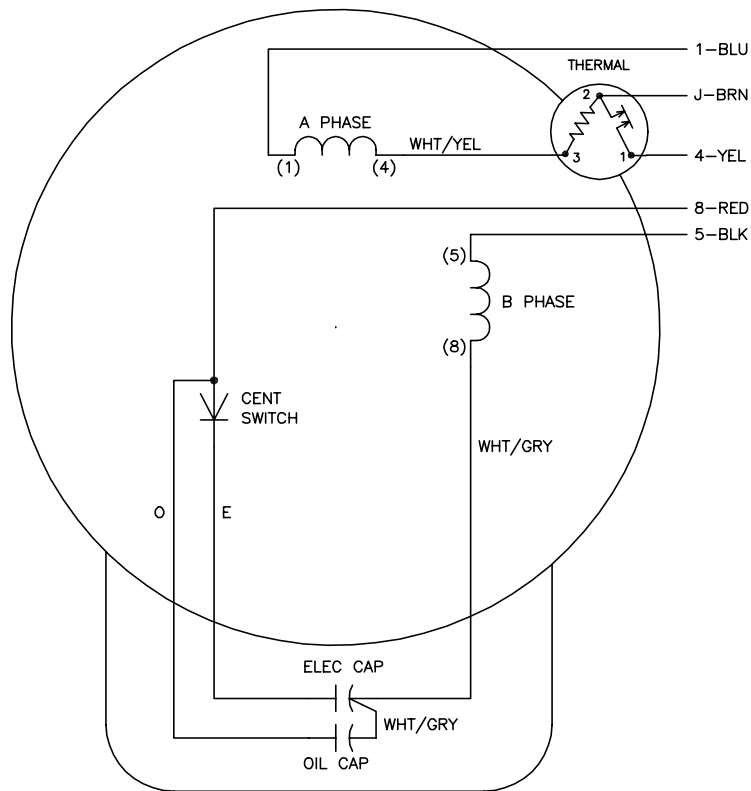 1-BLU
THERMAL
J-BRN
2
A PHASE
WHT/YEL
(1)
(4)
3
1
4-YEL
8-RED
5-BLK
(5)
B PHASE
(8)
CENT
SWITCH
WHT/GRY
O
E
ELEC CAP
WHT/GRY
OIL CAP